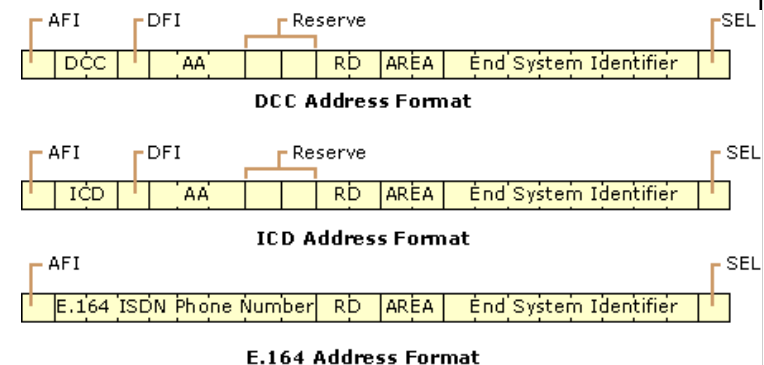 AFI DFI Reserve SEL
DCC AA RD AREA End System Identifier
DCC Address Format
AFI DFI Reserve SEL
ICD AA RD AREA End System Identifier
ICD Address Format
AFI SEL
E.164 ISDN Phone Number RD AREA End System Identifier
E.164 Address Format